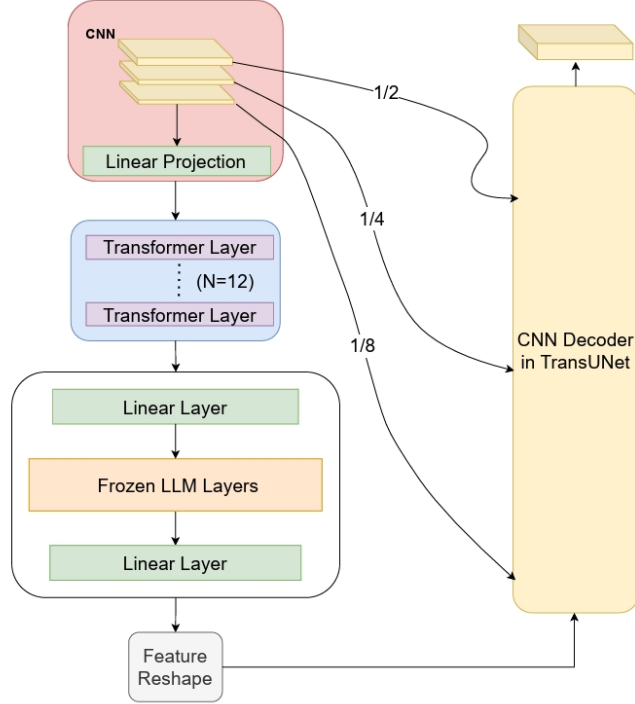 CNN
Linear Projection
Transformer Layer
(N=12)
Transformer Layer
Linear Layer
Frozen LLM Layers
Linear Layer
Feature
Reshape
1/2
1/4
1/8
CNN Decoder
in TransUNet